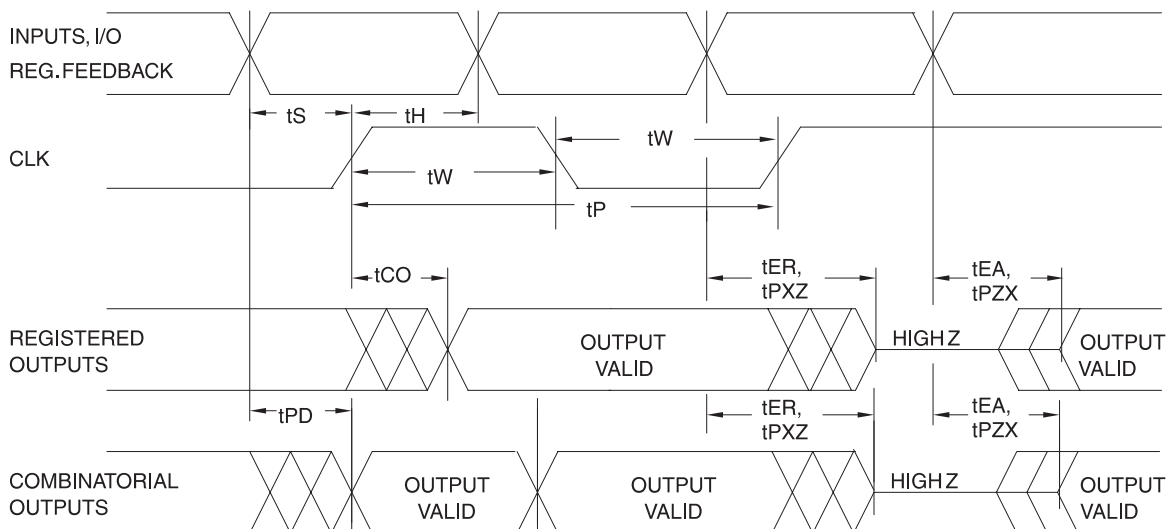 INPUTS, I/O
REG.FEEDBACK
tS
tH
CLK
tW
tW
tP
tCO
tER,
tPXZ
tEA,
tPZX
REGISTERED
OUTPUTS
OUTPUT
VALID
HIGH Z
OUTPUT
VALID
tPD
tER,
tPXZ
tEA,
tPZX
COMBINATORIAL
OUTPUTS
OUTPUT
VALID
OUTPUT
VALID
HIGH Z
OUTPUT
VALID